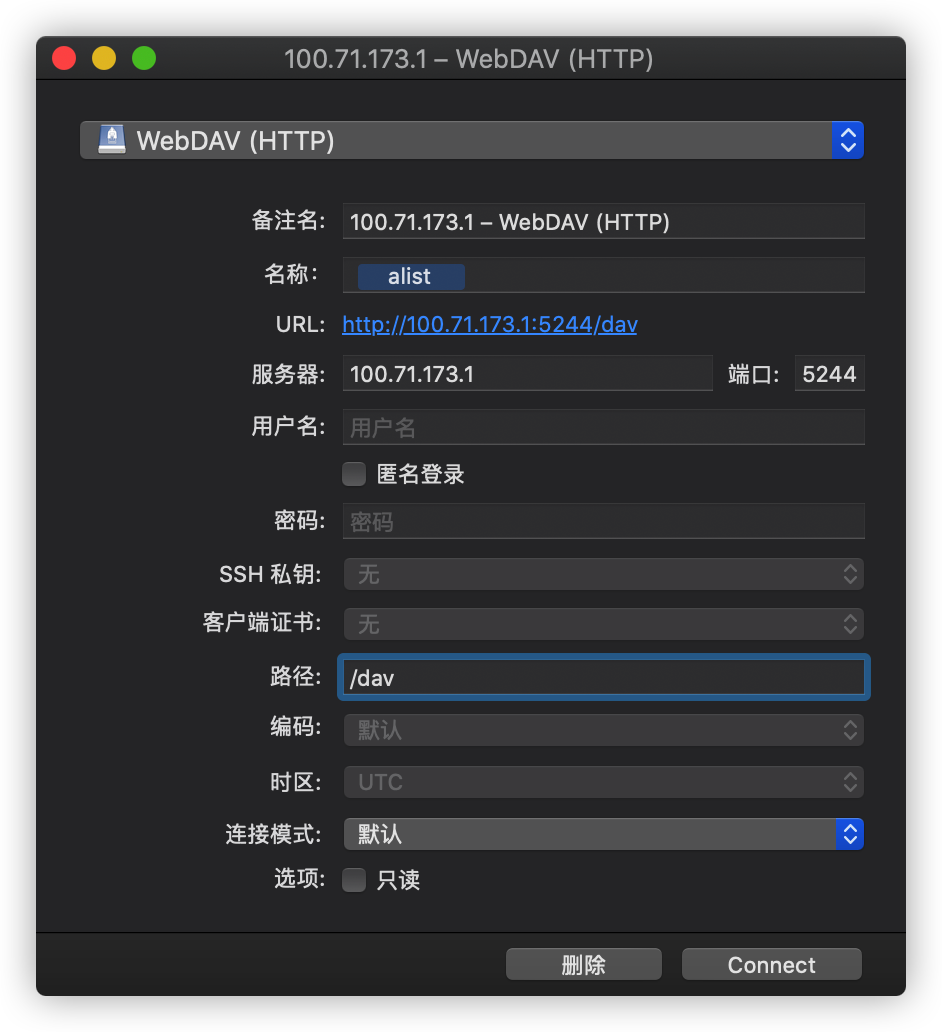 100.71.173.1 – WebDAV (HTTP)
WebDAV (HTTP)
备注名: 100.71.173.1 – WebDAV (HTTP)
名称: alist
URL: http://100.71.173.1:5244/dav
服务器: 100.71.173.1 端口: 5244
用户名: 用户名
匿名登录
密码: 密码
SSH 私钥: 无
客户端证书: 无
路径: /dav
编码: 默认
时区: UTC
连接模式: 默认
选项: 只读
删除 Connect